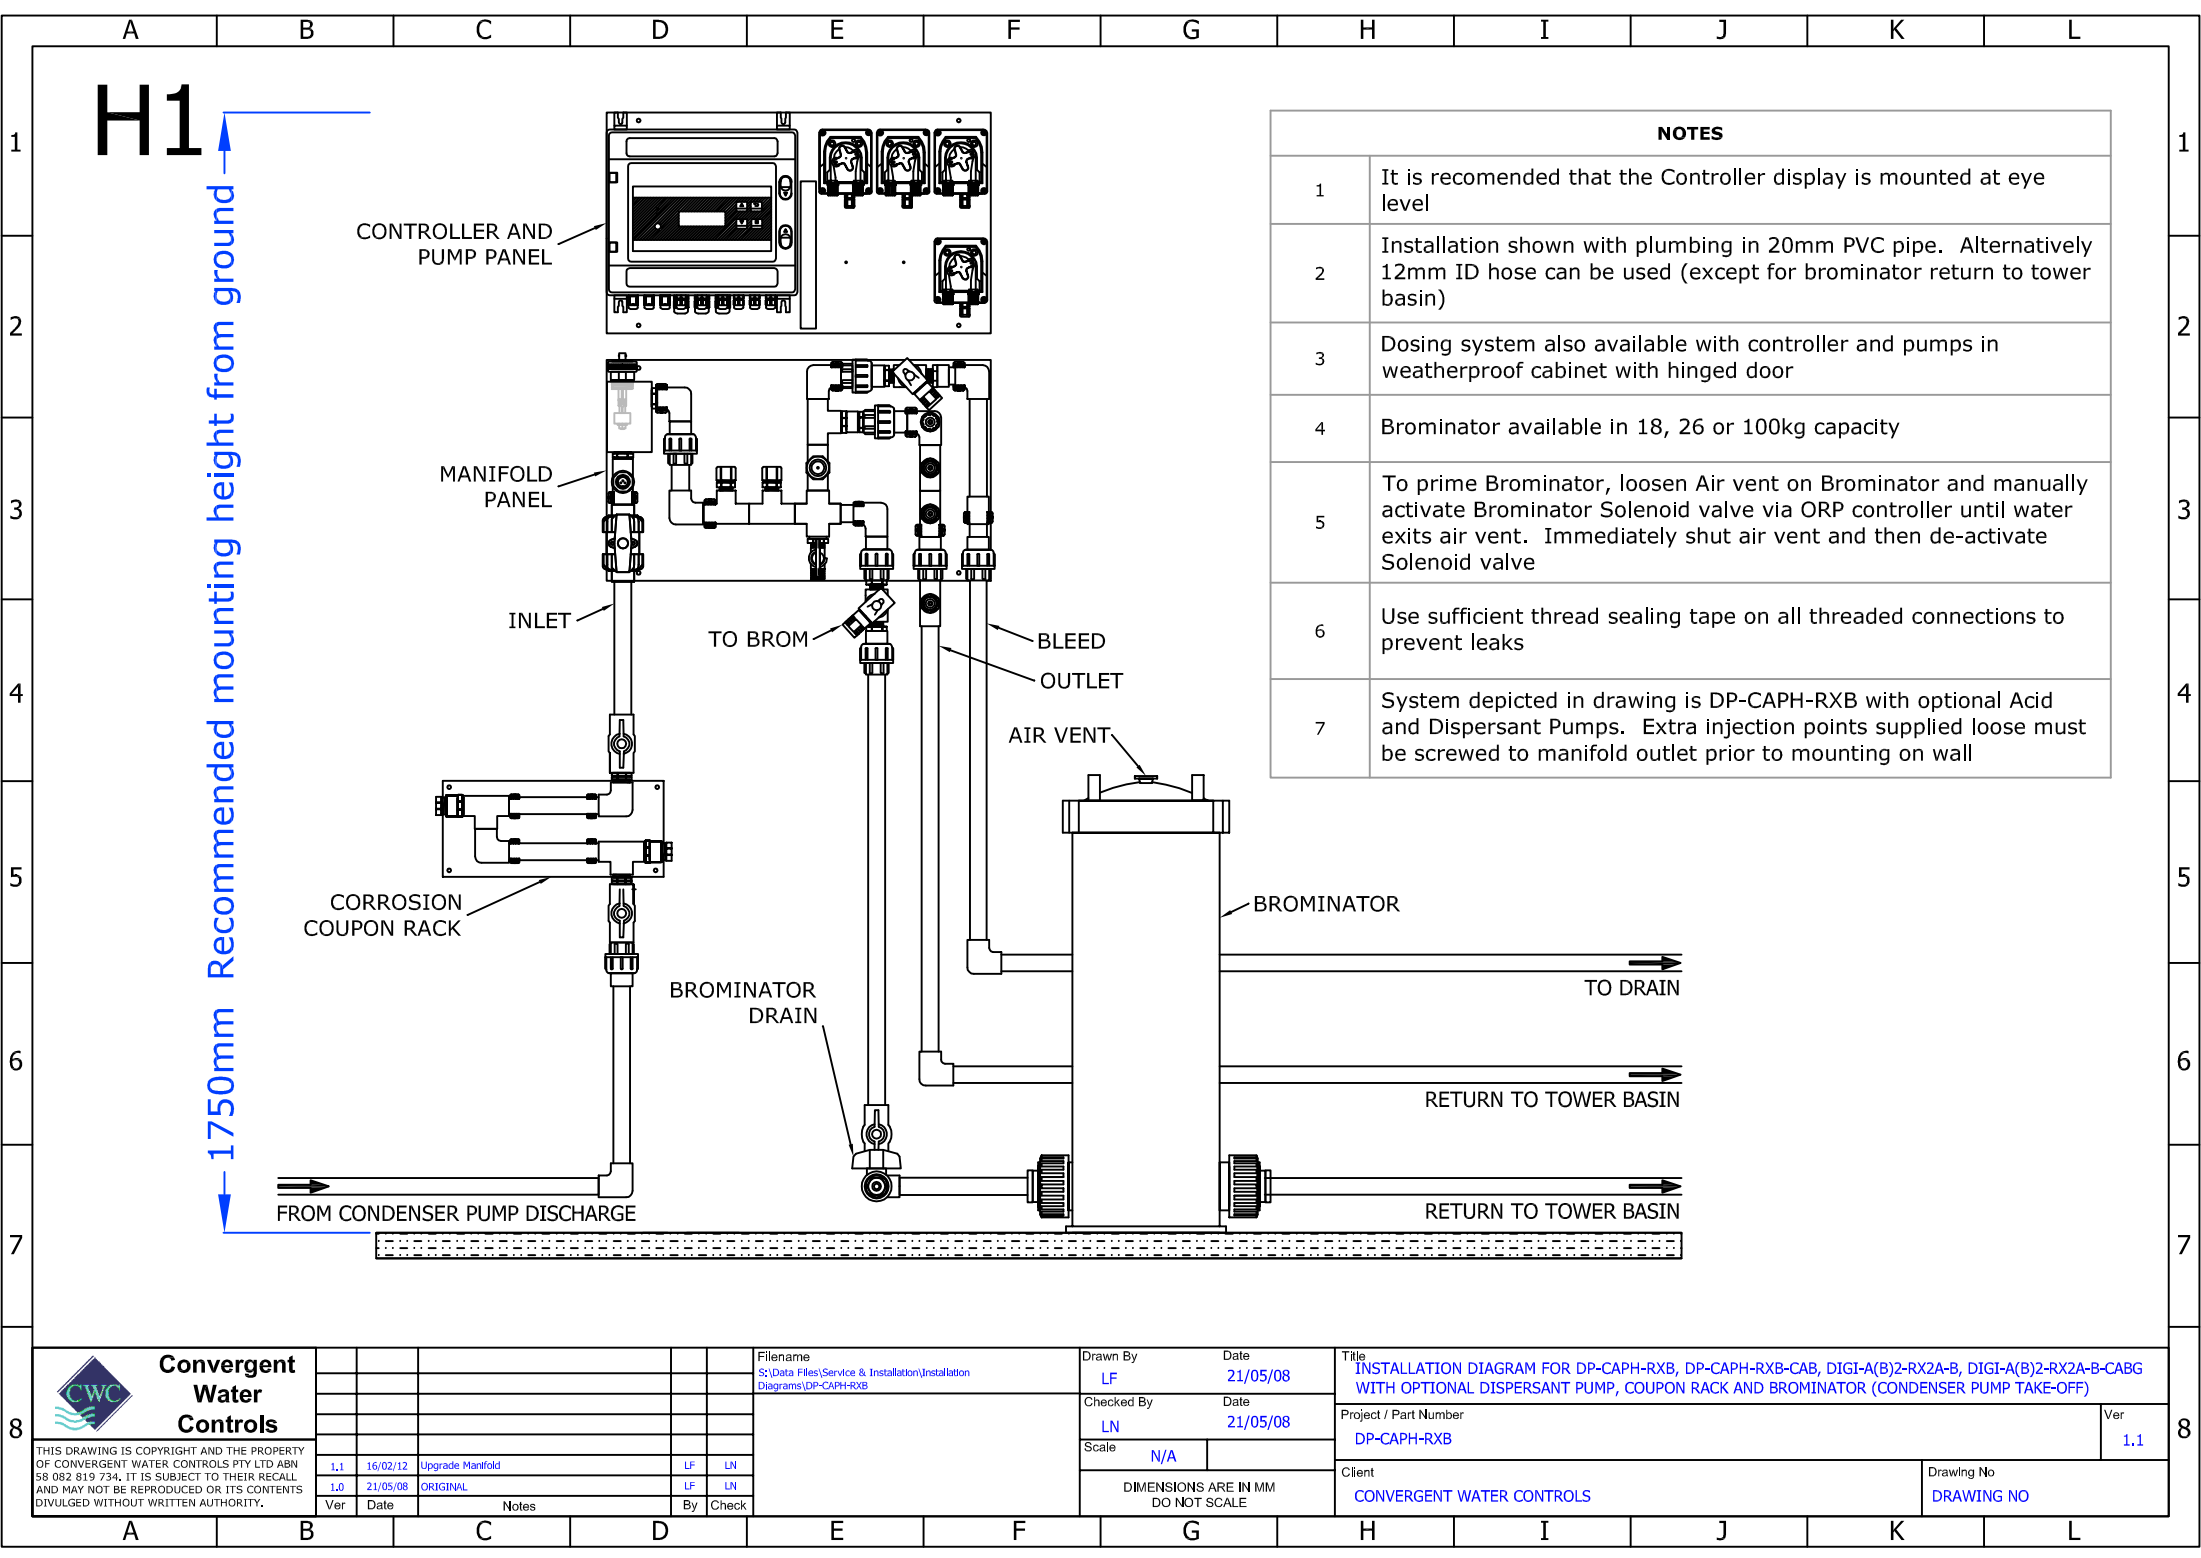 A B C D E F G H I J K L
H1
1750mm Recommended mounting height from ground
1 1
2 2
3 3
4 4
5 5
6 6
7 7
8 8
CONTROLLER AND
PUMP PANEL
MANIFOLD
PANEL
INLET
TO BROM
BLEED
OUTLET
AIR VENT
CORROSION
COUPON RACK
BROMINATOR
BROMINATOR
DRAIN
TO DRAIN
RETURN TO TOWER BASIN
FROM CONDENSER PUMP DISCHARGE
RETURN TO TOWER BASIN
NOTES
1 It is recomended that the Controller display is mounted at eye
level
2 Installation shown with plumbing in 20mm PVC pipe. Alternatively
12mm ID hose can be used (except for brominator return to tower
basin)
3 Dosing system also available with controller and pumps in
weatherproof cabinet with hinged door
4 Brominator available in 18, 26 or 100kg capacity
5 To prime Brominator, loosen Air vent on Brominator and manually
activate Brominator Solenoid valve via ORP controller until water
exits air vent. Immediately shut air vent and then de-activate
Solenoid valve
6 Use sufficient thread sealing tape on all threaded connections to
prevent leaks
7 System depicted in drawing is DP-CAPH-RXB with optional Acid
and Dispersant Pumps. Extra injection points supplied loose must
be screwed to manifold outlet prior to mounting on wall
CWC
Convergent
Water
Controls
THIS DRAWING IS COPYRIGHT AND THE PROPERTY
OF CONVERGENT WATER CONTROLS PTY LTD ABN
58 082 819 734. IT IS SUBJECT TO THEIR RECALL
AND MAY NOT BE REPRODUCED OR ITS CONTENTS
DIVULGED WITHOUT WRITTEN AUTHORITY.
1.1 16/02/12 Upgrade Manifold LF LN
1.0 21/05/08 ORIGINAL LF LN
Ver Date Notes By Check
Filename
S:\Data Files\Service & Installation\Installation
Diagrams\DP-CAPH-RXB
Drawn By Date
LF 21/05/08
Checked By Date
LN 21/05/08
Scale N/A
DIMENSIONS ARE IN MM
DO NOT SCALE
Title
INSTALLATION DIAGRAM FOR DP-CAPH-RXB, DP-CAPH-RXB-CAB, DIGI-A(B)2-RX2A-B, DIGI-A(B)2-RX2A-B-CABG
WITH OPTIONAL DISPERSANT PUMP, COUPON RACK AND BROMINATOR (CONDENSER PUMP TAKE-OFF)
Project / Part Number
DP-CAPH-RXB
Ver
1.1
Client
CONVERGENT WATER CONTROLS
Drawing No
DRAWING NO
A B C D E F G H I J K L